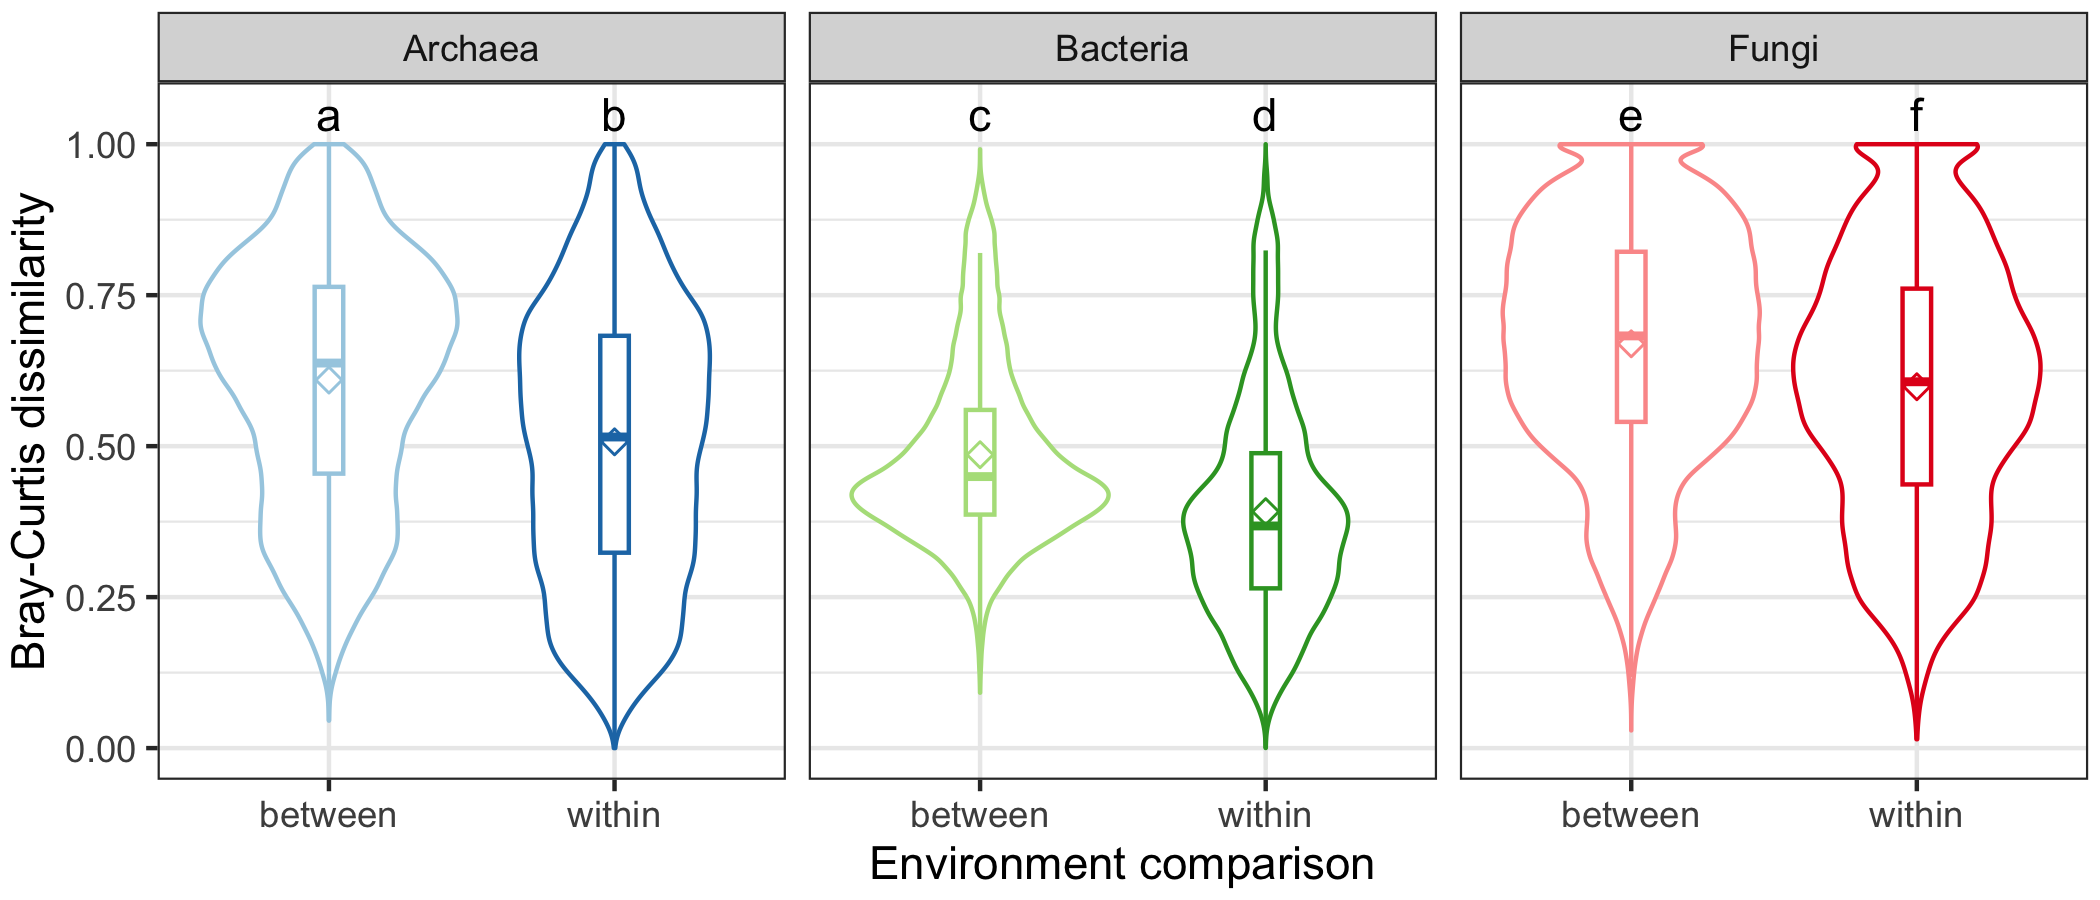 Archaea
Bacteria
Fungi
a
b
c
d
e
f
Bray-Curtis dissimilarity
1.00
0.75
0.50
0.25
0.00
between
within
between
within
between
within
Environment comparison